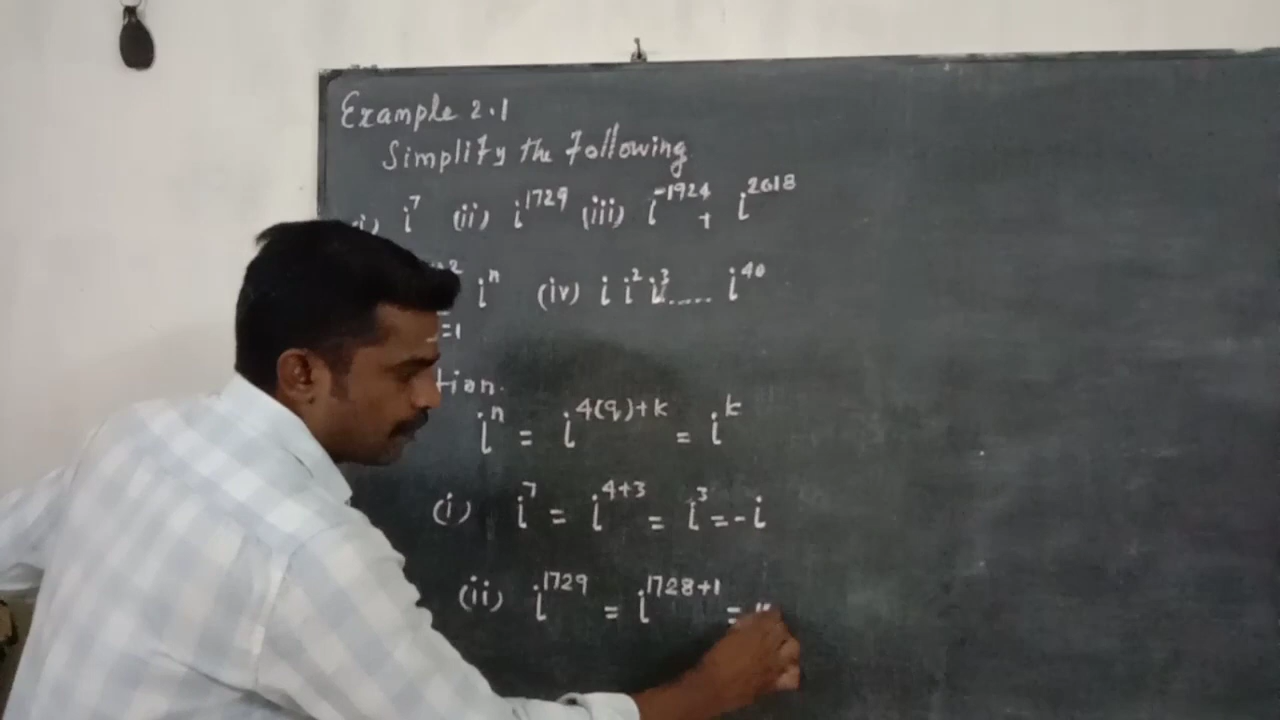 Example 2.1
Simplify the following
(i) i⁷ (ii) i¹⁷²⁹ (iii) i⁻¹⁹²⁴ + i²⁰¹⁸
iⁿ (iv) i i² i³..... i⁴⁰
=1
tion.
iⁿ = i⁴⁽q⁾⁺ᵏ = iᵏ
(i) i⁷ = i⁴⁺³ = i³ = -i
(ii) i¹⁷²⁹ = i¹⁷²⁸⁺¹ =